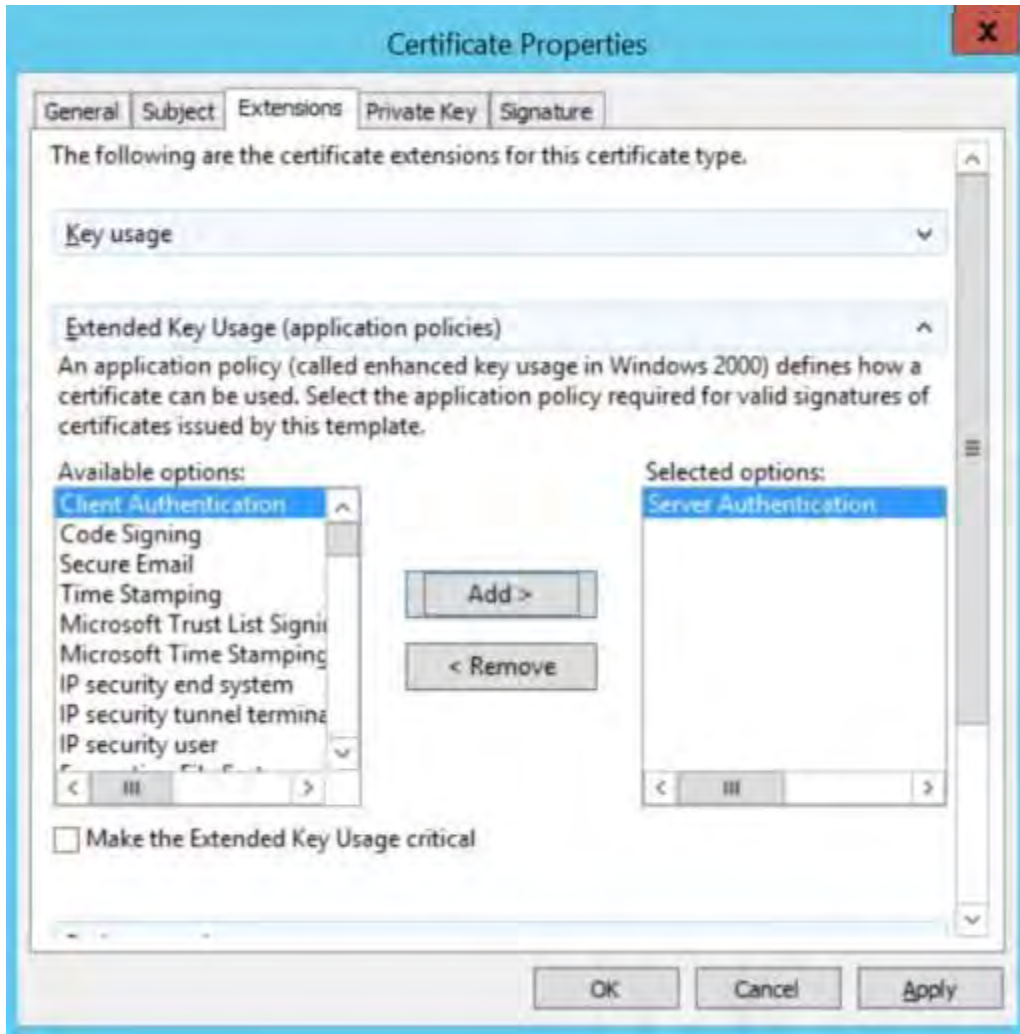 Certificate Properties
x
General Subject Extensions Private Key Signature
The following are the certificate extensions for this certificate type.
Key usage
Extended Key Usage (application policies)
An application policy (called enhanced key usage in Windows 2000) defines how a
certificate can be used. Select the application policy required for valid signatures of
certificates issued by this template.
Available options:
Selected options:
Client Authentication
Server Authentication
Code Signing
Secure Email
Time Stamping
Add >
Microsoft Trust List Signi
Microsoft Time Stamping
< Remove
IP security end system
IP security tunnel termina
IP security user
Make the Extended Key Usage critical
OK Cancel Apply